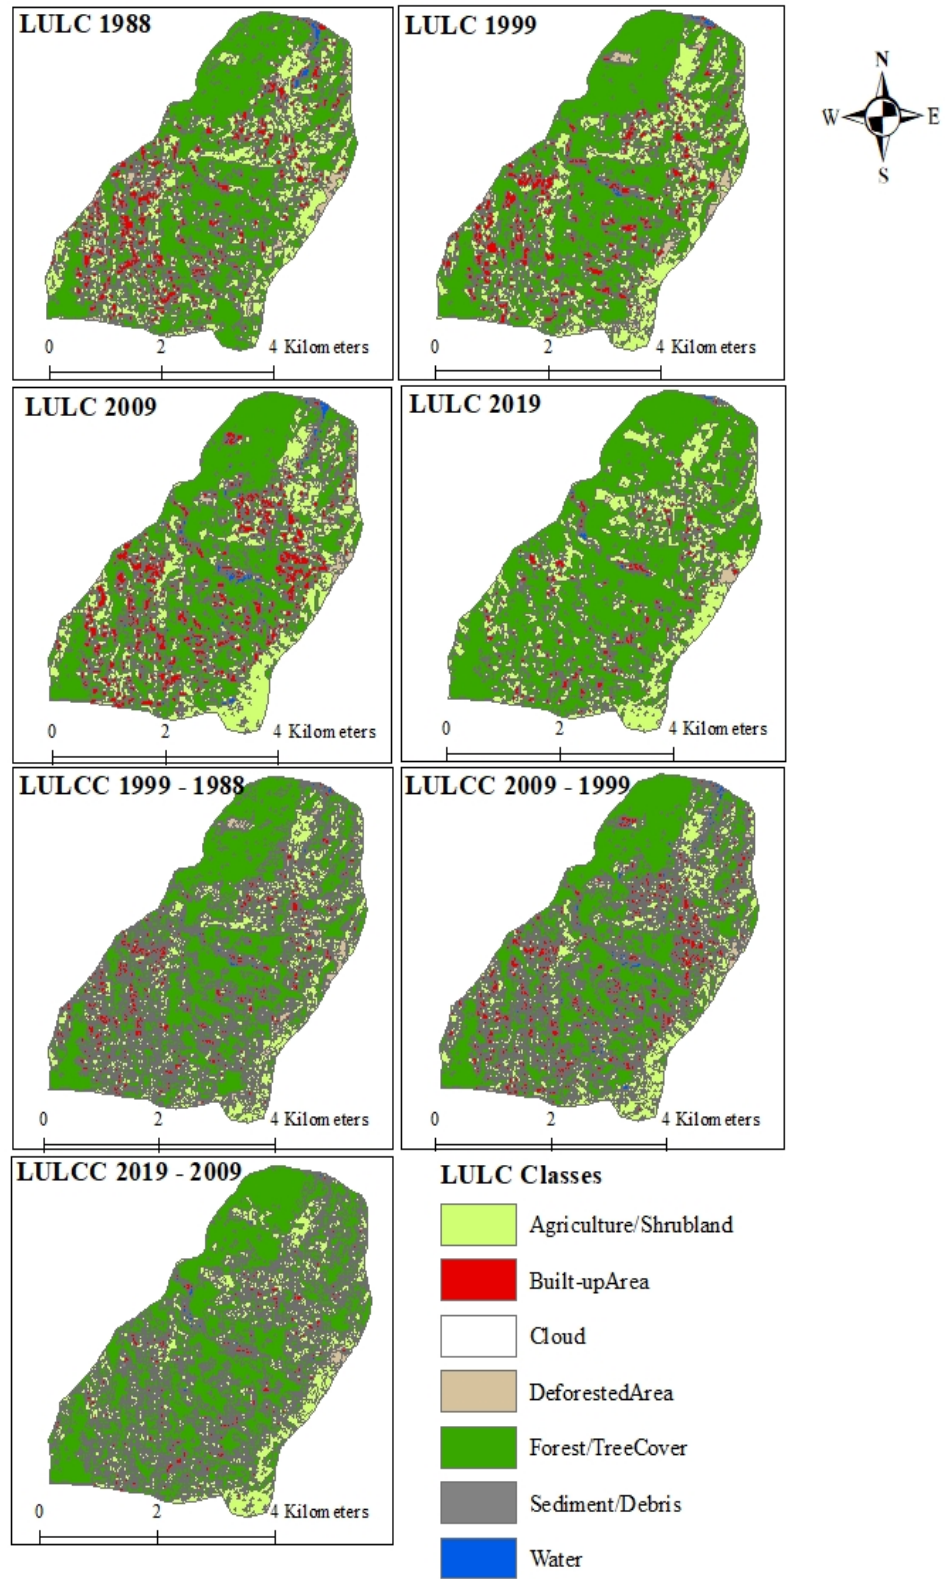 LULC 1988
LULC 1999
N
W E
S
0 2 4 Kilometers
0 2 4 Kilometers
LULC 2009
LULC 2019
0 2 4 Kilometers
0 2 4 Kilometers
LULCC 1999 - 1988
LULCC 2009 - 1999
0 2 4 Kilometers
0 2 4 Kilometers
LULCC 2019 - 2009
0 2 4 Kilometers
LULC Classes
Agriculture/Shrubland
Built-upArea
Cloud
DeforestedArea
Forest/TreeCover
Sediment/Debris
Water